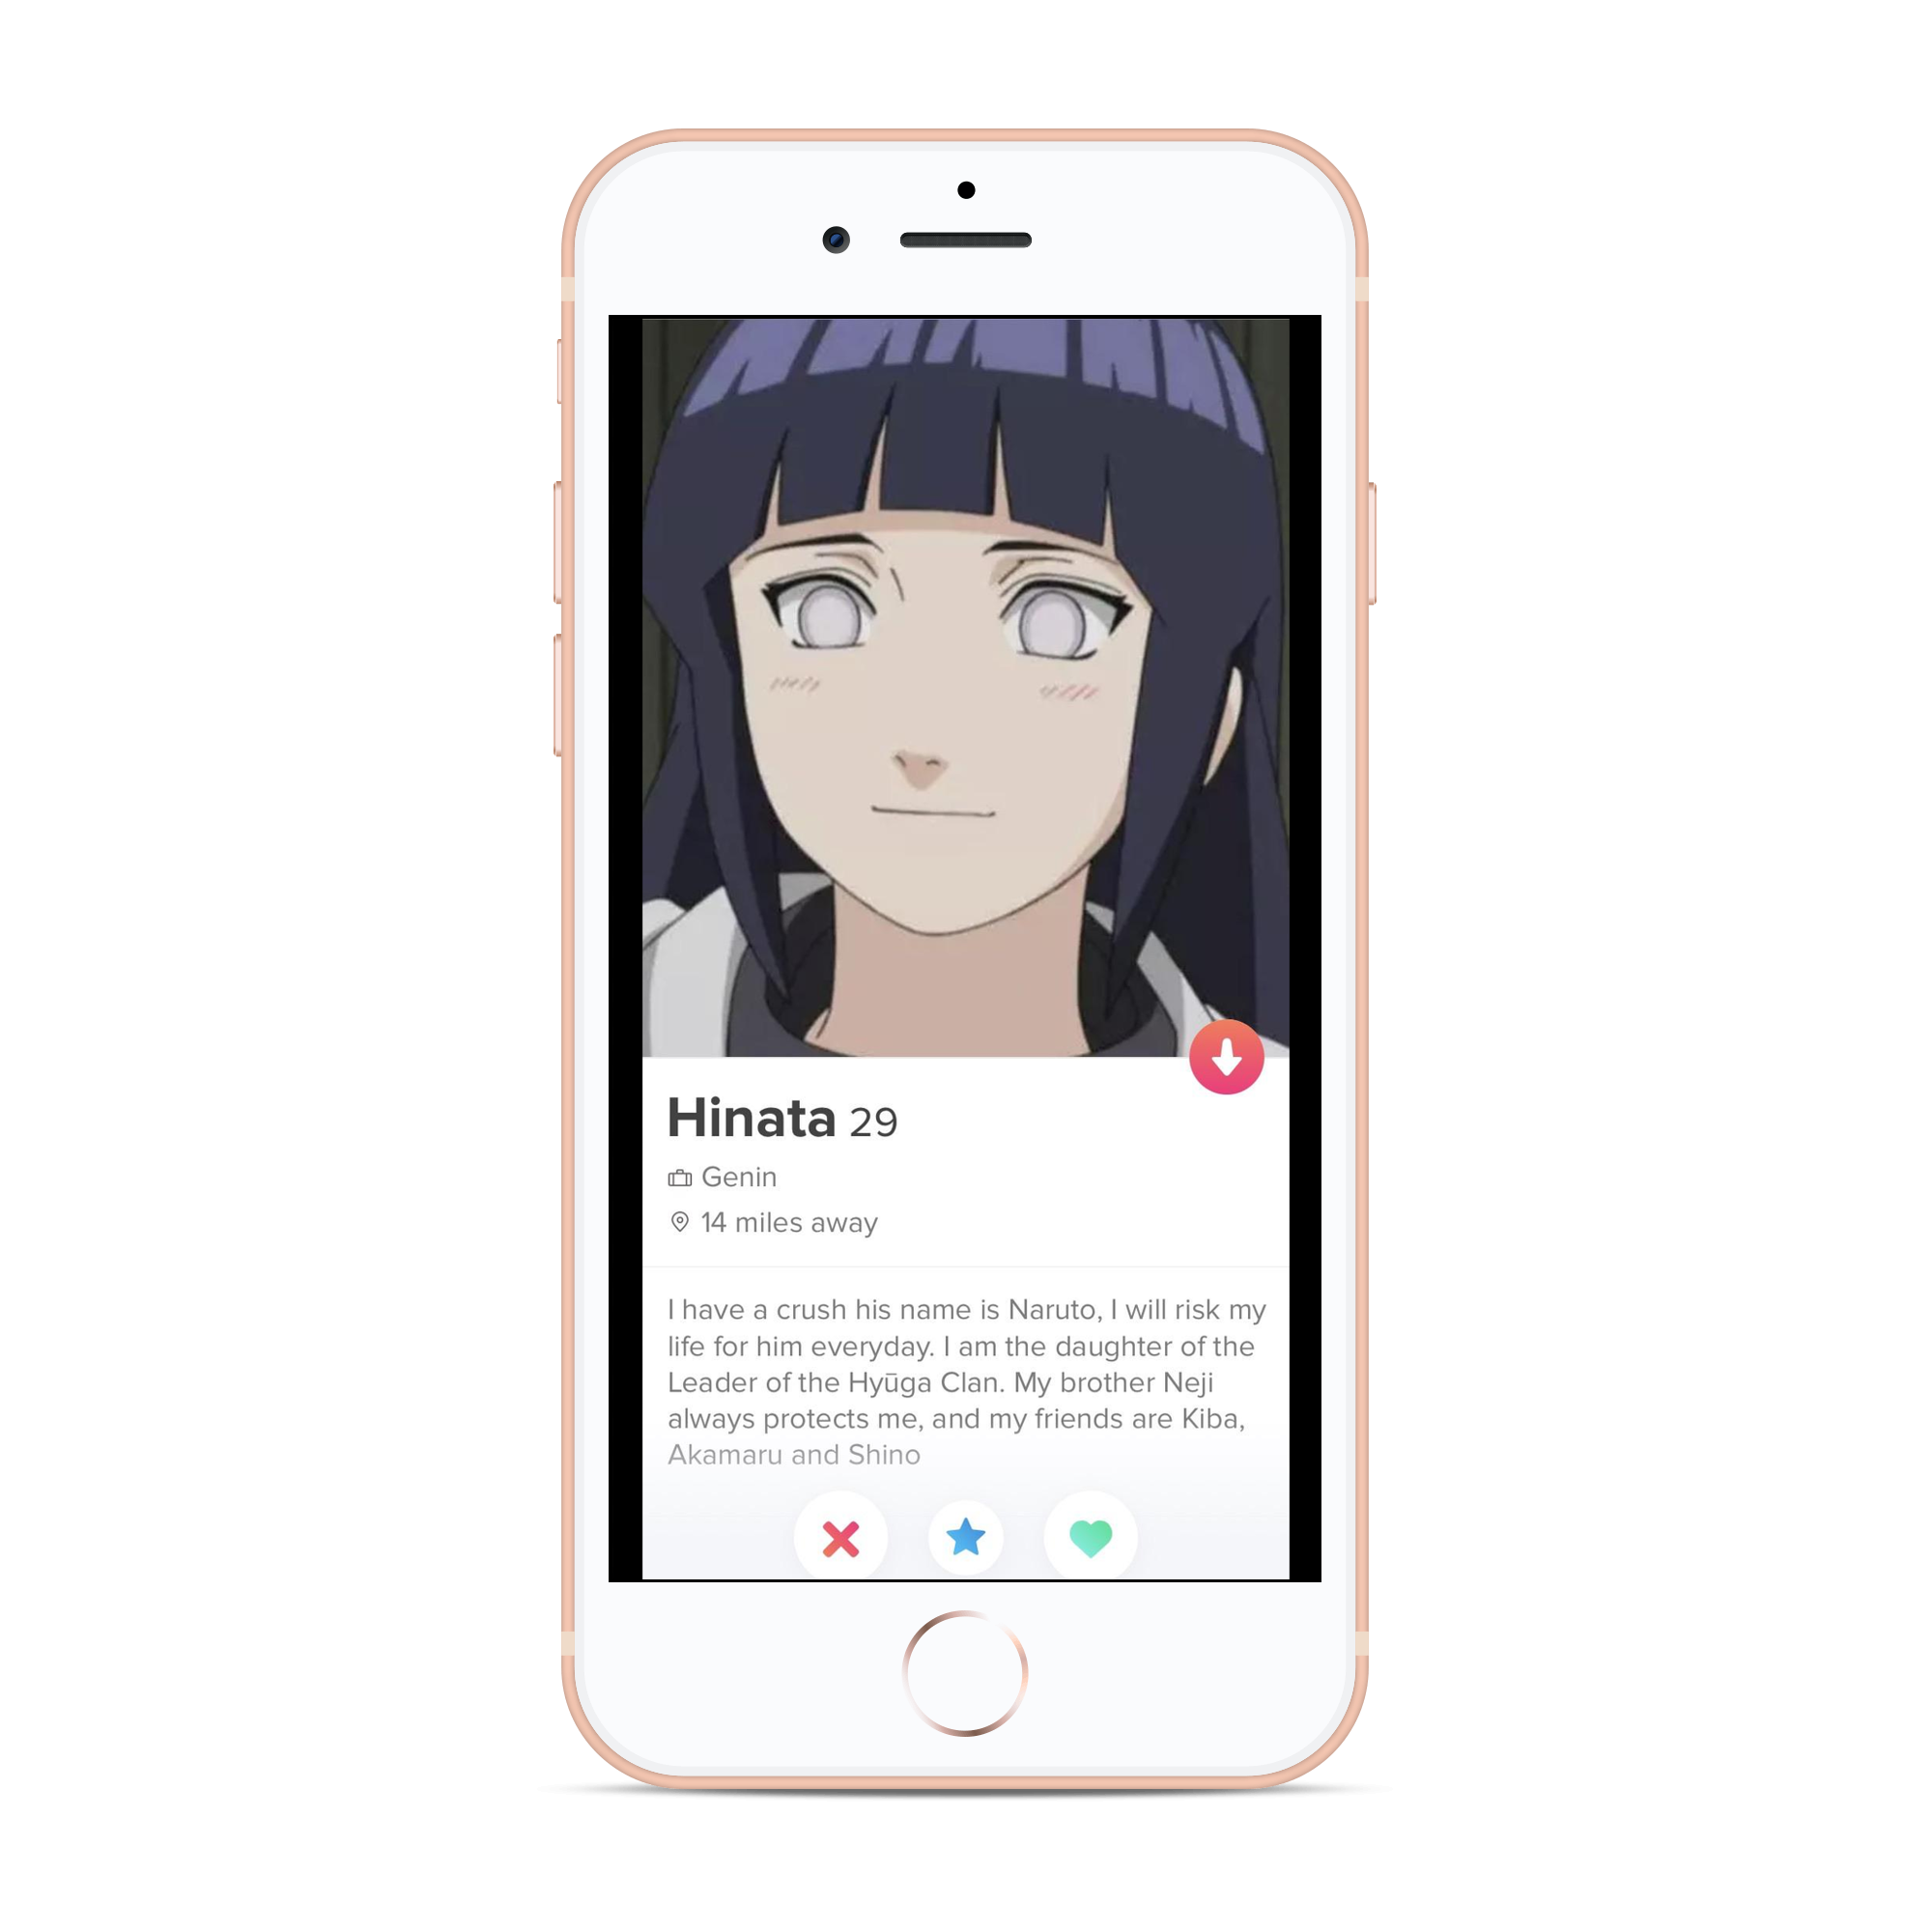 Hinata 29
Genin
14 miles away
I have a crush his name is Naruto, I will risk my
life for him everyday. I am the daughter of the
Leader of the Hyūga Clan. My brother Neji
always protects me, and my friends are Kiba,
Akamaru and Shino